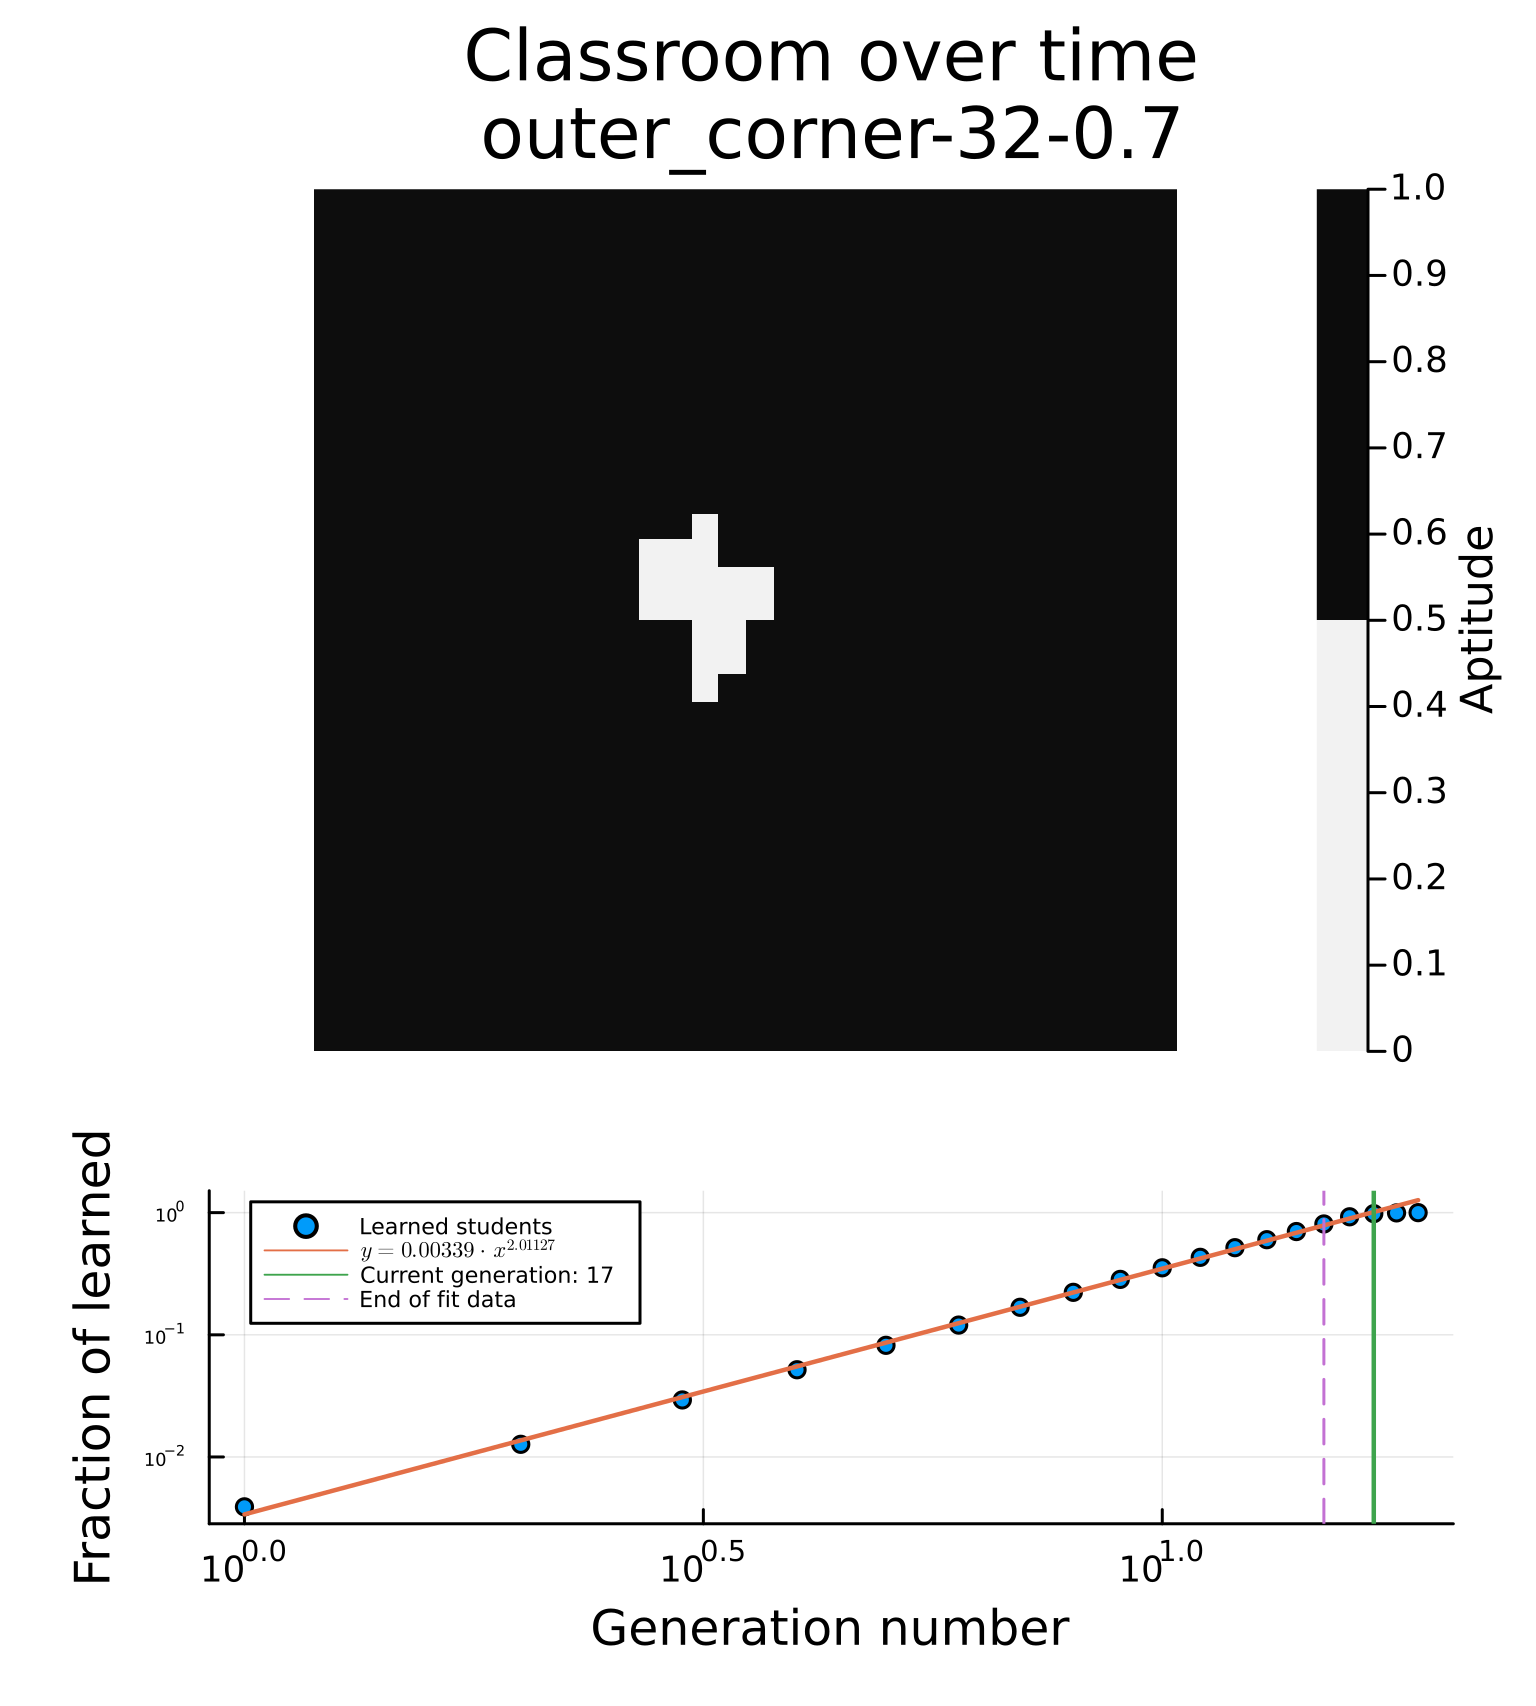 Classroom over time
outer_corner-32-0.7
1.0
0.9
0.8
0.7
0.6
0.5
0.4
0.3
0.2
0.1
0
Aptitude
Fraction of learned
10^0
10^-1
10^-2
Learned students
y = 0.00339 · x^2.01127
Current generation: 17
End of fit data
10^0.0
10^0.5
10^1.0
Generation number